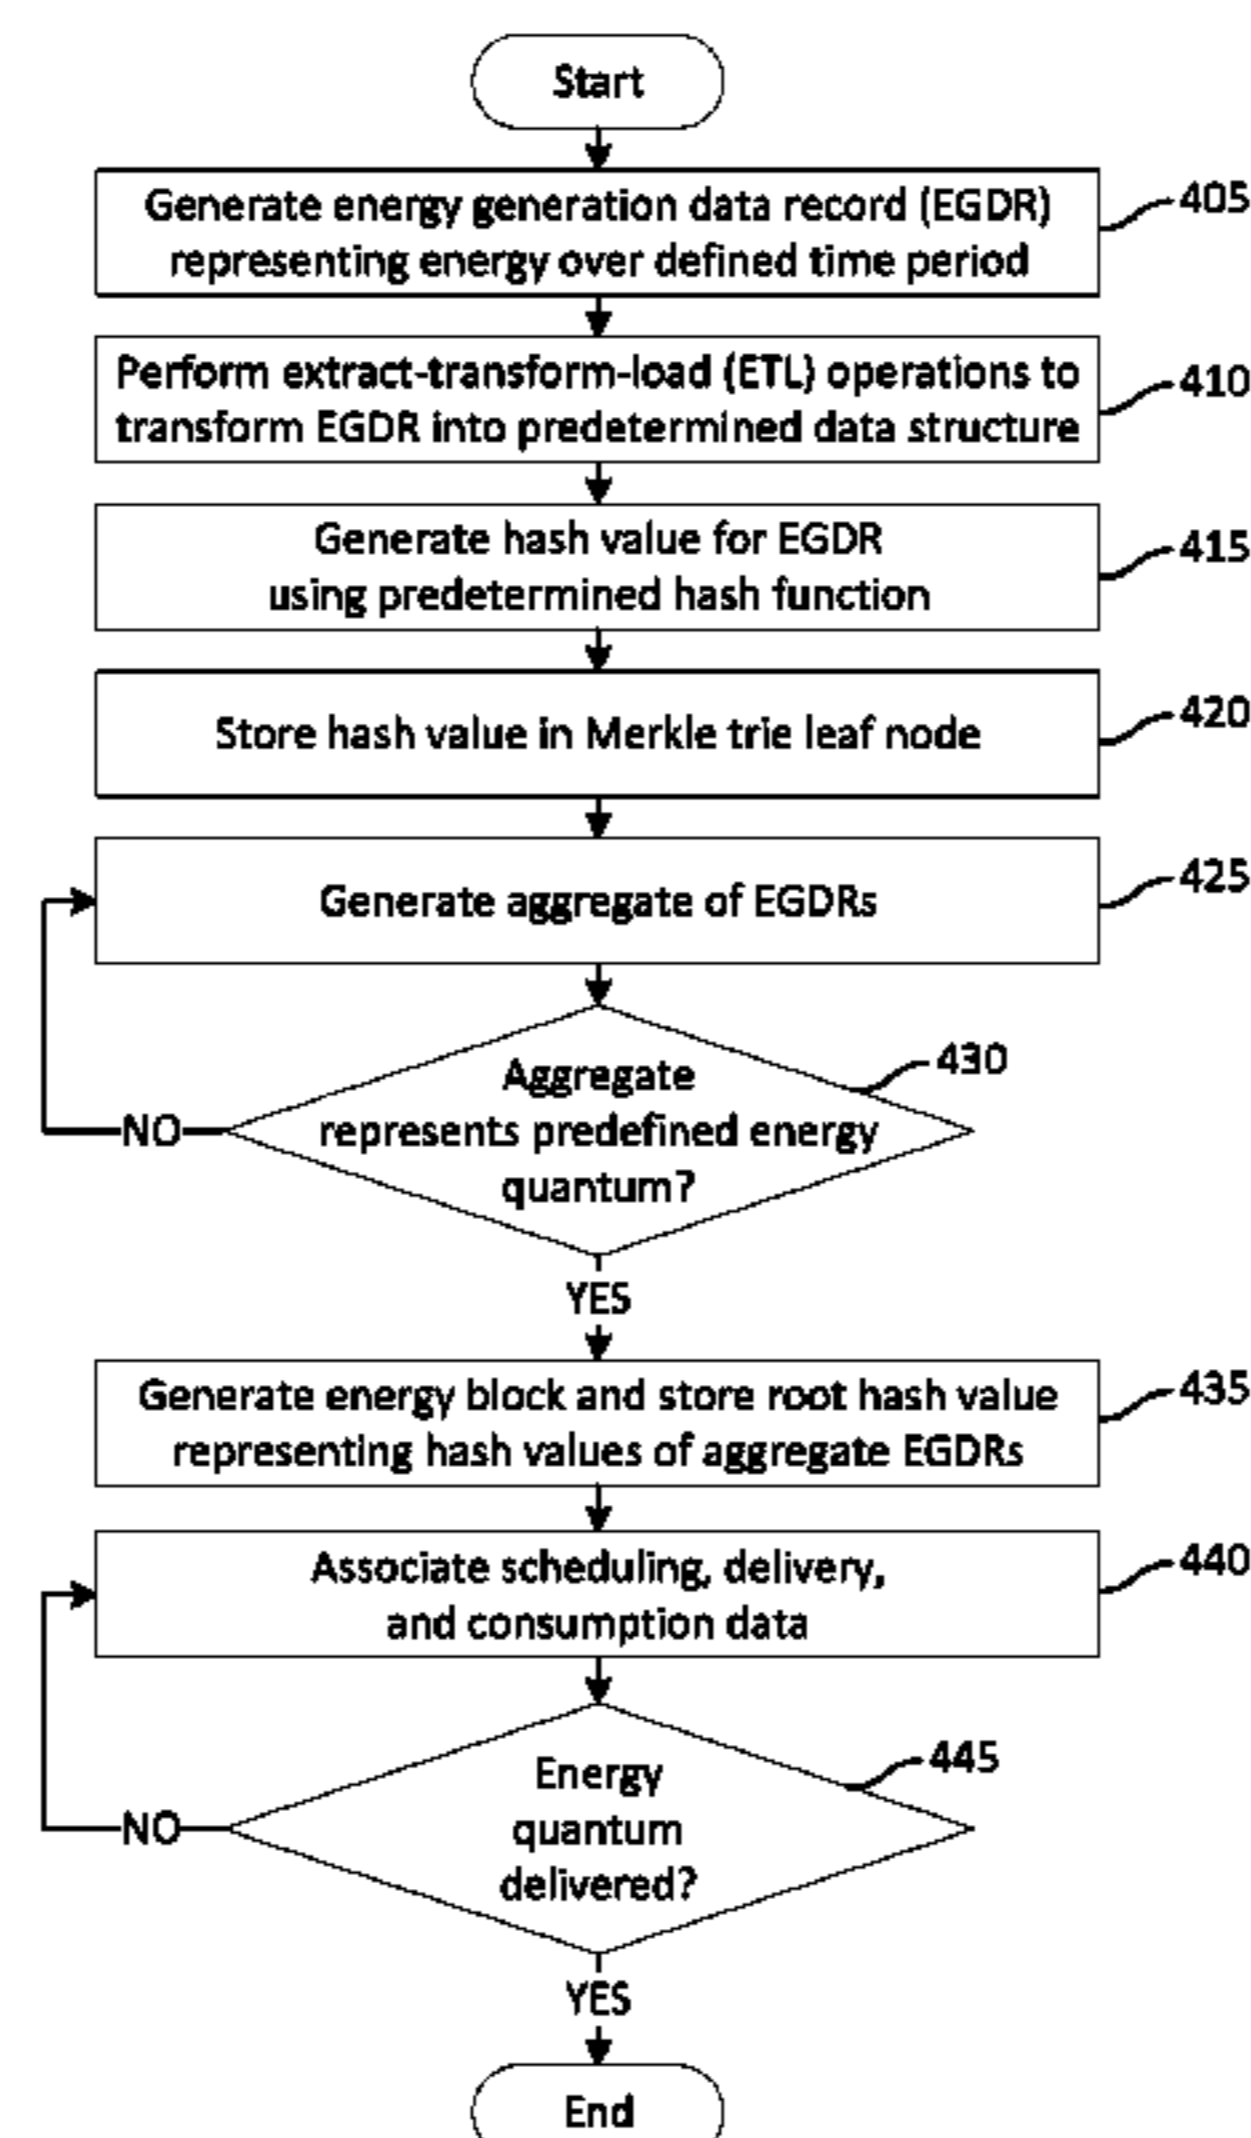 Start
Generate energy generation data record (EGDR)
representing energy over defined time period
405
Perform extract-transform-load (ETL) operations to
transform EGDR into predetermined data structure
410
Generate hash value for EGDR
using predetermined hash function
415
Store hash value in Merkle trie leaf node
420
Generate aggregate of EGDRs
425
Aggregate
represents predefined energy
quantum?
430
NO
YES
Generate energy block and store root hash value
representing hash values of aggregate EGDRs
435
Associate scheduling, delivery,
and consumption data
440
Energy
quantum
delivered?
445
NO
YES
End